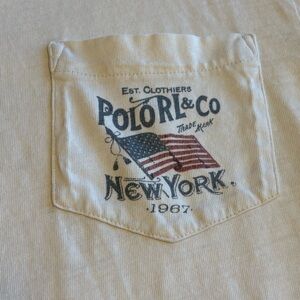 EST. CLOTHIERS
POLO RL & CO
TRADE MARK
NEW YORK.
·1967·